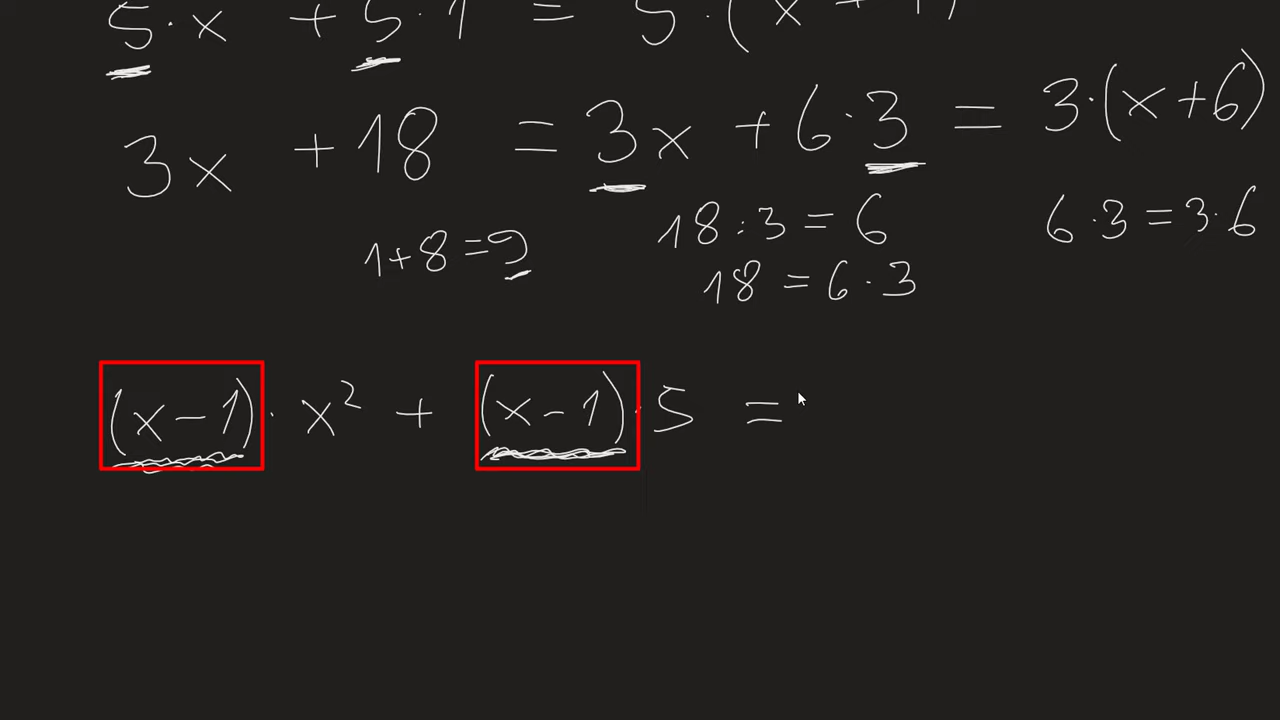 5·x + 5·1 = 5·(x+1)
3x + 18 = 3x + 6·3 = 3·(x+6)
1+8=9
18:3=6
18=6·3
6·3=3·6
(x-1)·x² + (x-1)·5 =